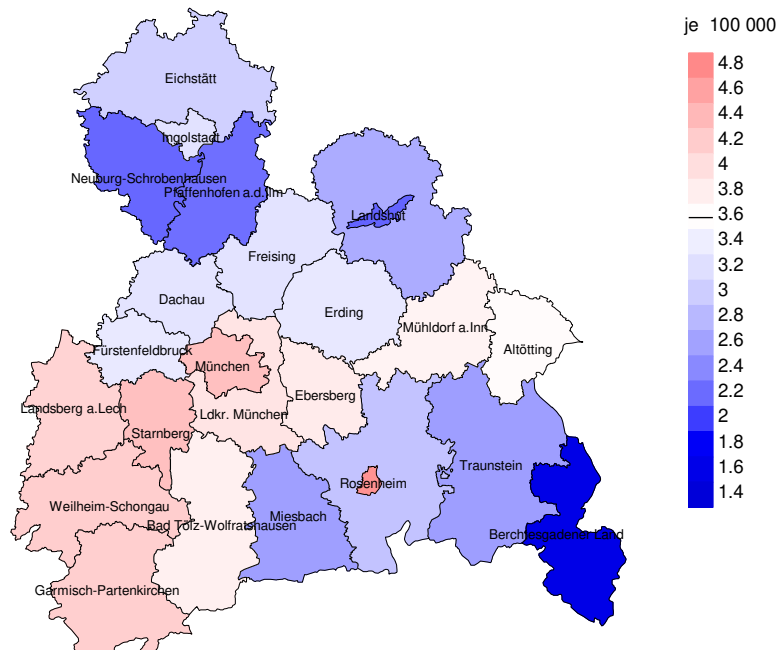 je 100 000
4.8
4.6
4.4
4.2
4
3.8
3.6
3.4
3.2
3
2.8
2.6
2.4
2.2
2
1.8
1.6
1.4
Eichstätt
Ingolstadt
Neuburg-Schrobenhausen
Pfaffenhofen a.d.Ilm
Landshut
Freising
Dachau
Erding
Mühldorf a.Inn
Altötting
Fürstenfeldbruck
München
Ebersberg
Landsberg a.Lech
Ldkr. München
Starnberg
Traunstein
Rosenheim
Weilheim-Schongau
Miesbach
Bad Tölz-Wolfratshausen
Berchtesgadener Land
Garmisch-Partenkirchen